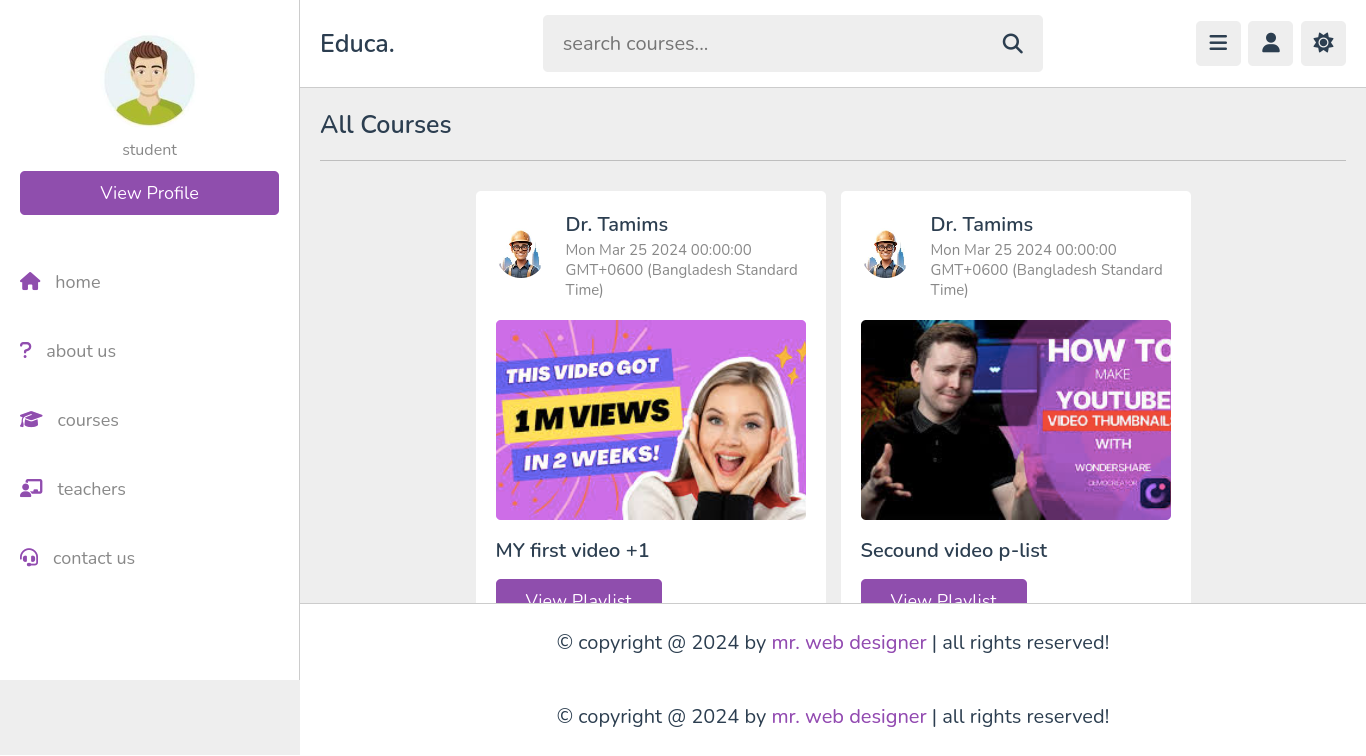 student
View Profile
home
about us
courses
teachers
contact us
Educa.
search courses...
All Courses
Dr. Tamims
Mon Mar 25 2024 00:00:00
GMT+0600 (Bangladesh Standard
Time)
THIS VIDEO GOT
1M VIEWS
IN 2 WEEKS!
MY first video +1
View Playlist
Dr. Tamims
Mon Mar 25 2024 00:00:00
GMT+0600 (Bangladesh Standard
Time)
HOW TO
MAKE
YOUTUBE
VIDEO THUMBNAIL
WITH
WONDERSHARE
DEMOCREATOR
Secound video p-list
View Playlist
© copyright @ 2024 by mr. web designer | all rights reserved!
© copyright @ 2024 by mr. web designer | all rights reserved!